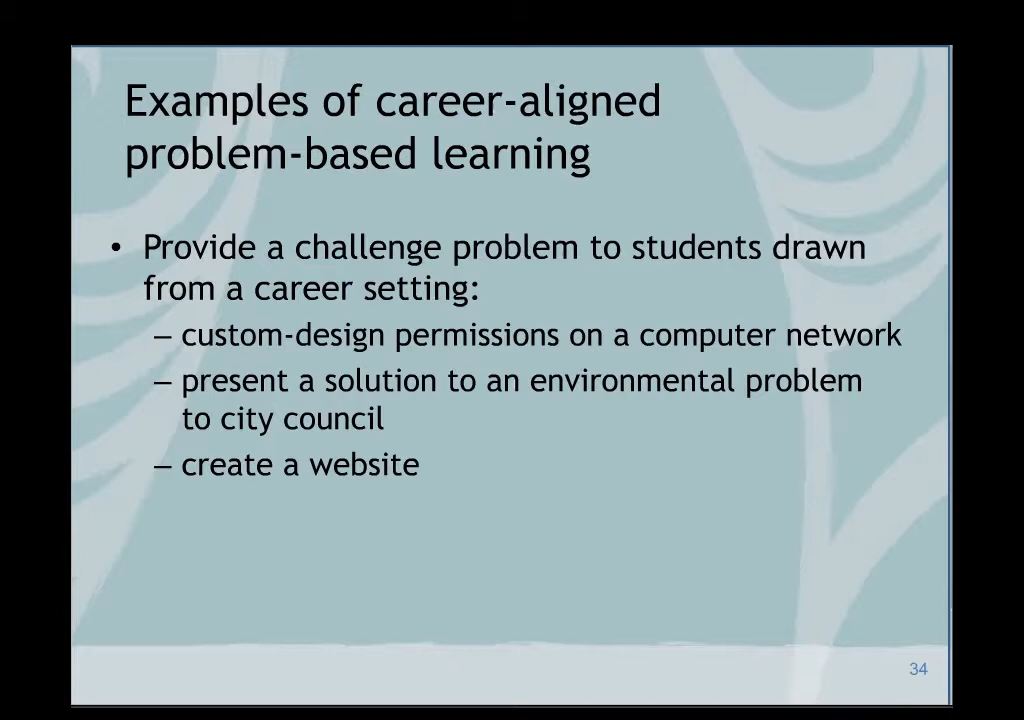 Examples of career-aligned
problem-based learning
• Provide a challenge problem to students drawn
from a career setting:
– custom-design permissions on a computer network
– present a solution to an environmental problem
to city council
– create a website
34